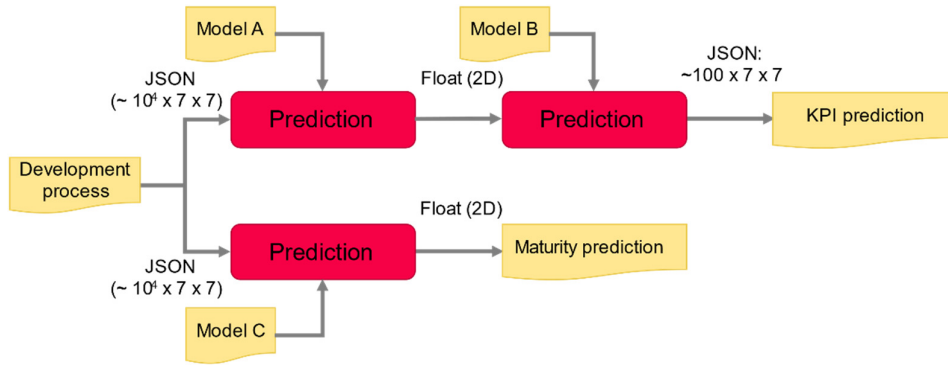 Model A
Model B
JSON:
~100 x 7 x 7
JSON
(~ 10⁴ x 7 x 7)
Float (2D)
Prediction
Prediction
KPI prediction
Development
process
Float (2D)
Prediction
Maturity prediction
JSON
(~ 10⁴ x 7 x 7)
Model C